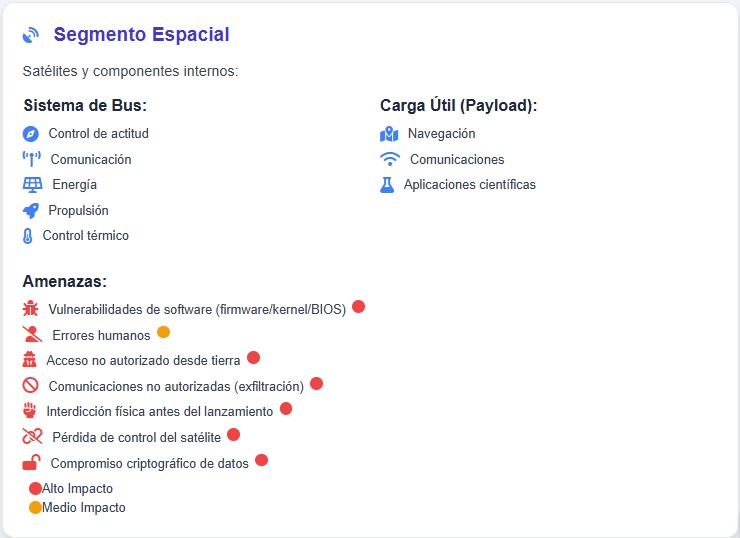 Segmento Espacial
Satélites y componentes internos:
Sistema de Bus:
Control de actitud
Comunicación
Energía
Propulsión
Control térmico
Carga Útil (Payload):
Navegación
Comunicaciones
Aplicaciones científicas
Amenazas:
Vulnerabilidades de software (firmware/kernel/BIOS)
Errores humanos
Acceso no autorizado desde tierra
Comunicaciones no autorizadas (exfiltración)
Interdicción física antes del lanzamiento
Pérdida de control del satélite
Compromiso criptográfico de datos
Alto Impacto
Medio Impacto